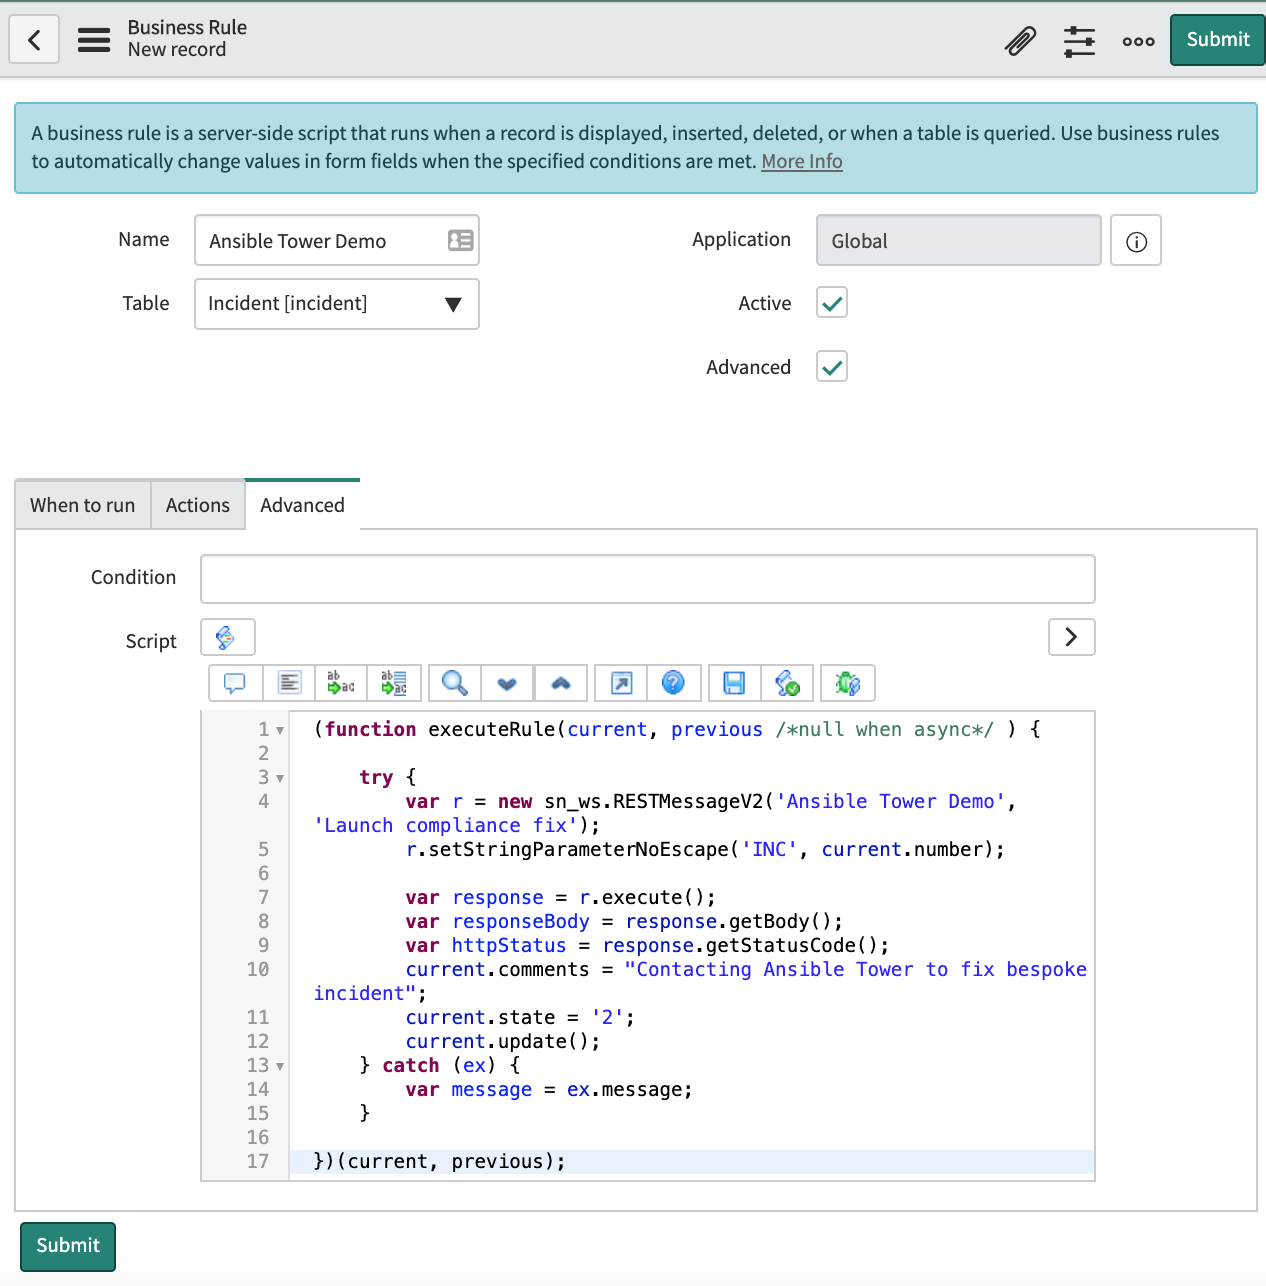 Business Rule
New record
Submit
A business rule is a server-side script that runs when a record is displayed, inserted, deleted, or when a table is queried. Use business rules
to automatically change values in form fields when the specified conditions are met. More Info
Name
Ansible Tower Demo
Application
Global
Table
Incident [incident]
Active
Advanced
When to run
Actions
Advanced
Condition
Script
1 (function executeRule(current, previous /*null when async*/ ) {
2
3     try {
4         var r = new sn_ws.RESTMessageV2('Ansible Tower Demo',
'Launch compliance fix');
5         r.setStringParameterNoEscape('INC', current.number);
6
7         var response = r.execute();
8         var responseBody = response.getBody();
9         var httpStatus = response.getStatusCode();
10         current.comments = "Contacting Ansible Tower to fix bespoke
incident";
11         current.state = '2';
12         current.update();
13     } catch (ex) {
14         var message = ex.message;
15     }
16
17 })(current, previous);
Submit